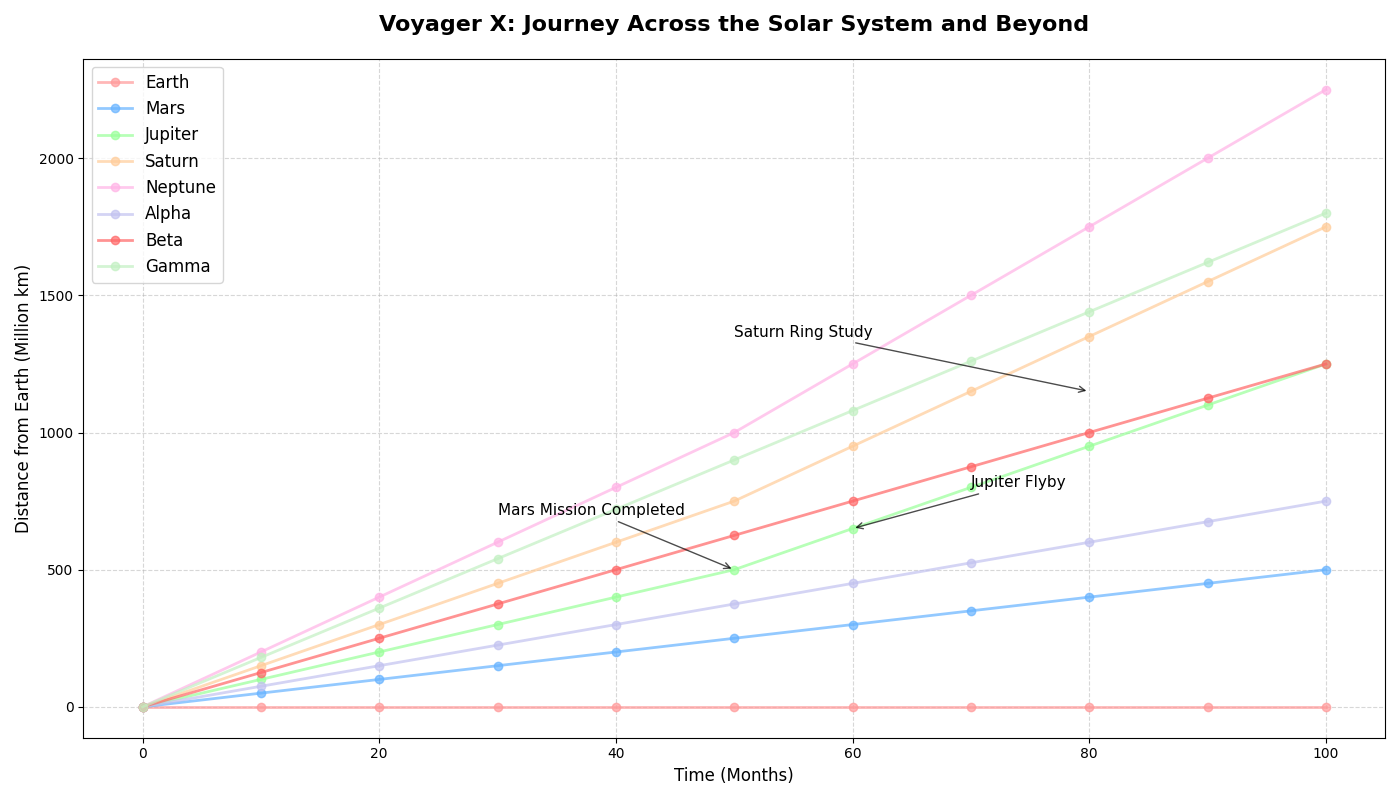 Voyager X: Journey Across the Solar System and Beyond
Earth
Mars
Jupiter
Saturn
Neptune
Alpha
Beta
Gamma
Distance from Earth (Million km)
2000
1500
1000
500
0
Saturn Ring Study
Jupiter Flyby
Mars Mission Completed
0 20 40 60 80 100
Time (Months)